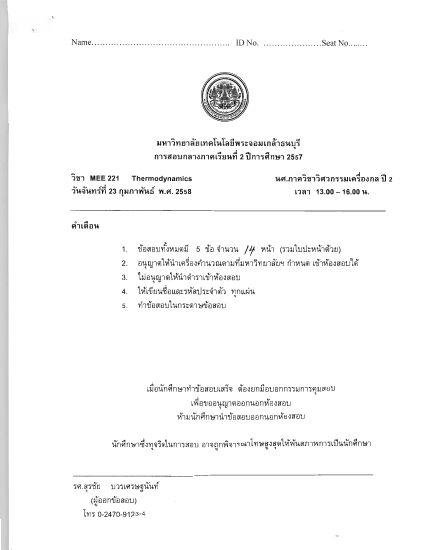 Name............................................. ID No. .....................Seat No.......
มหาวิทยาลัยเทคโนโลยีพระจอมเกล้าธนบุรี
การสอบกลางภาคเรียนที่ 2 ปีการศึกษา 2557
วิชา MEE 221 Thermodynamics นศ.ภาควิชาวิศวกรรมเครื่องกล ปี 2
วันจันทร์ที่ 23 กุมภาพันธ์ พ.ศ. 2558 เวลา 13.00 – 16.00 น.
คำเตือน
1. ข้อสอบทั้งหมดมี 5 ข้อ จำนวน 14 หน้า (รวมใบปะหน้าด้วย)
2. อนุญาตให้นำเครื่องคำนวณตามที่มหาวิทยาลัยฯ กำหนด เข้าห้องสอบได้
3. ไม่อนุญาตให้นำตำราเข้าห้องสอบ
4. ให้เขียนชื่อและรหัสประจำตัว ทุกแผ่น
5. ทำข้อสอบในกระดาษข้อสอบ
เมื่อนักศึกษาทำข้อสอบเสร็จ ต้องยกมือบอกกรรมการคุมสอบ
เพื่อขออนุญาตออกนอกห้องสอบ
ห้ามนักศึกษานำข้อสอบออกนอกห้องสอบ
นักศึกษาซึ่งทุจริตในการสอบ อาจถูกพิจารณาโทษสูงสุดให้พ้นสภาพการเป็นนักศึกษา
รศ.สุรชัย บวรเศรษฐนันท์
(ผู้ออกข้อสอบ)
โทร 0-2470-9123-4